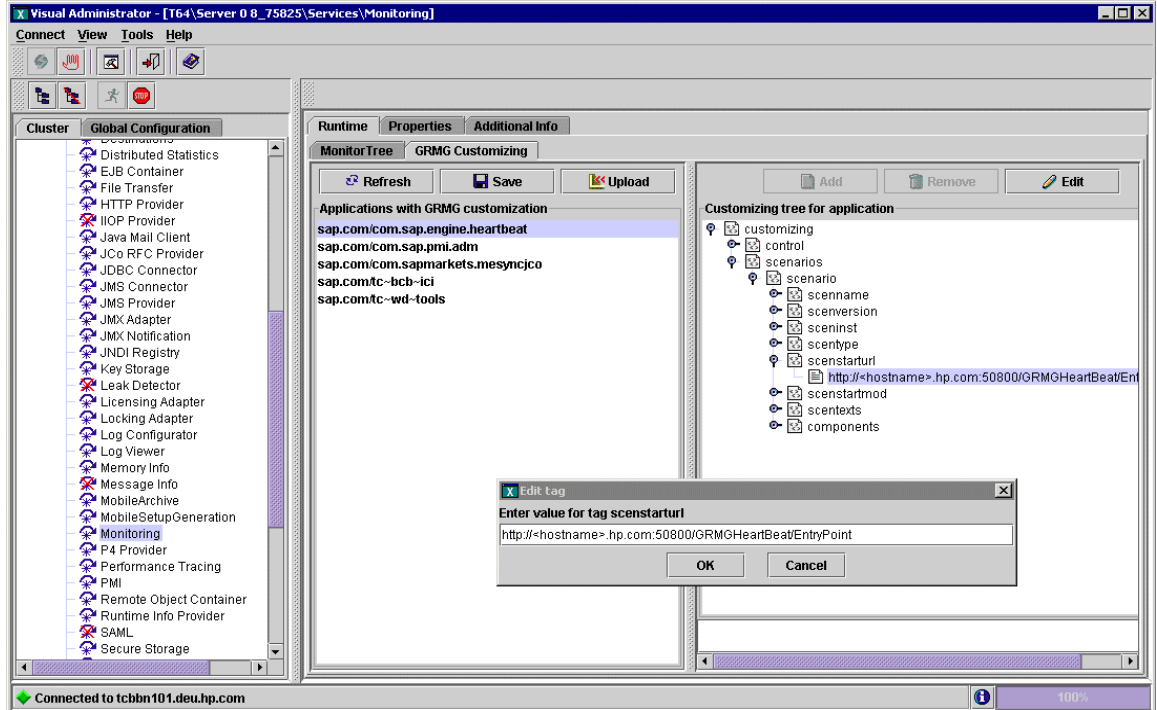 Visual Administrator - [T64\Server 0 8_75825\Services\Monitoring]
Connect View Tools Help
Cluster Global Configuration
Distributed Statistics
EJB Container
File Transfer
HTTP Provider
IIOP Provider
Java Mail Client
JCo RFC Provider
JDBC Connector
JMS Connector
JMS Provider
JMX Adapter
JMX Notification
JNDI Registry
Key Storage
Leak Detector
Licensing Adapter
Locking Adapter
Log Configurator
Log Viewer
Memory Info
Message Info
MobileArchive
MobileSetupGeneration
Monitoring
P4 Provider
Performance Tracing
PMI
Remote Object Container
Runtime Info Provider
SAML
Secure Storage
Runtime Properties Additional Info
MonitorTree GRMG Customizing
Refresh Save Upload
Applications with GRMG customization
sap.com/com.sap.engine.heartbeat
sap.com/com.sap.pmi.adm
sap.com/com.sapmarkets.mesyncjco
sap.com/tc~bcb~ici
sap.com/tc~wd~tools
Add Remove Edit
Customizing tree for application
customizing
control
scenarios
scenario
scenname
scenversion
sceninst
scentype
scenstarturl
http://<hostname>.hp.com:50800/GRMGHeartBeat/Ent
scenstartmod
scentexts
components
Edit tag
Enter value for tag scenstarturl
http://<hostname>.hp.com:50800/GRMGHeartBeat/EntryPoint
OK Cancel
Connected to tcbbn101.deu.hp.com
100%